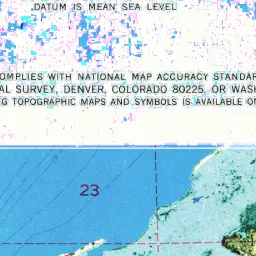 DATUM IS MEAN SEA LEVEL
COMPLIES WITH NATIONAL MAP ACCURACY STANDAR
AL SURVEY, DENVER, COLORADO 80225, OR WASH
G TOPOGRAPHIC MAPS AND SYMBOLS IS AVAILABLE ON
23